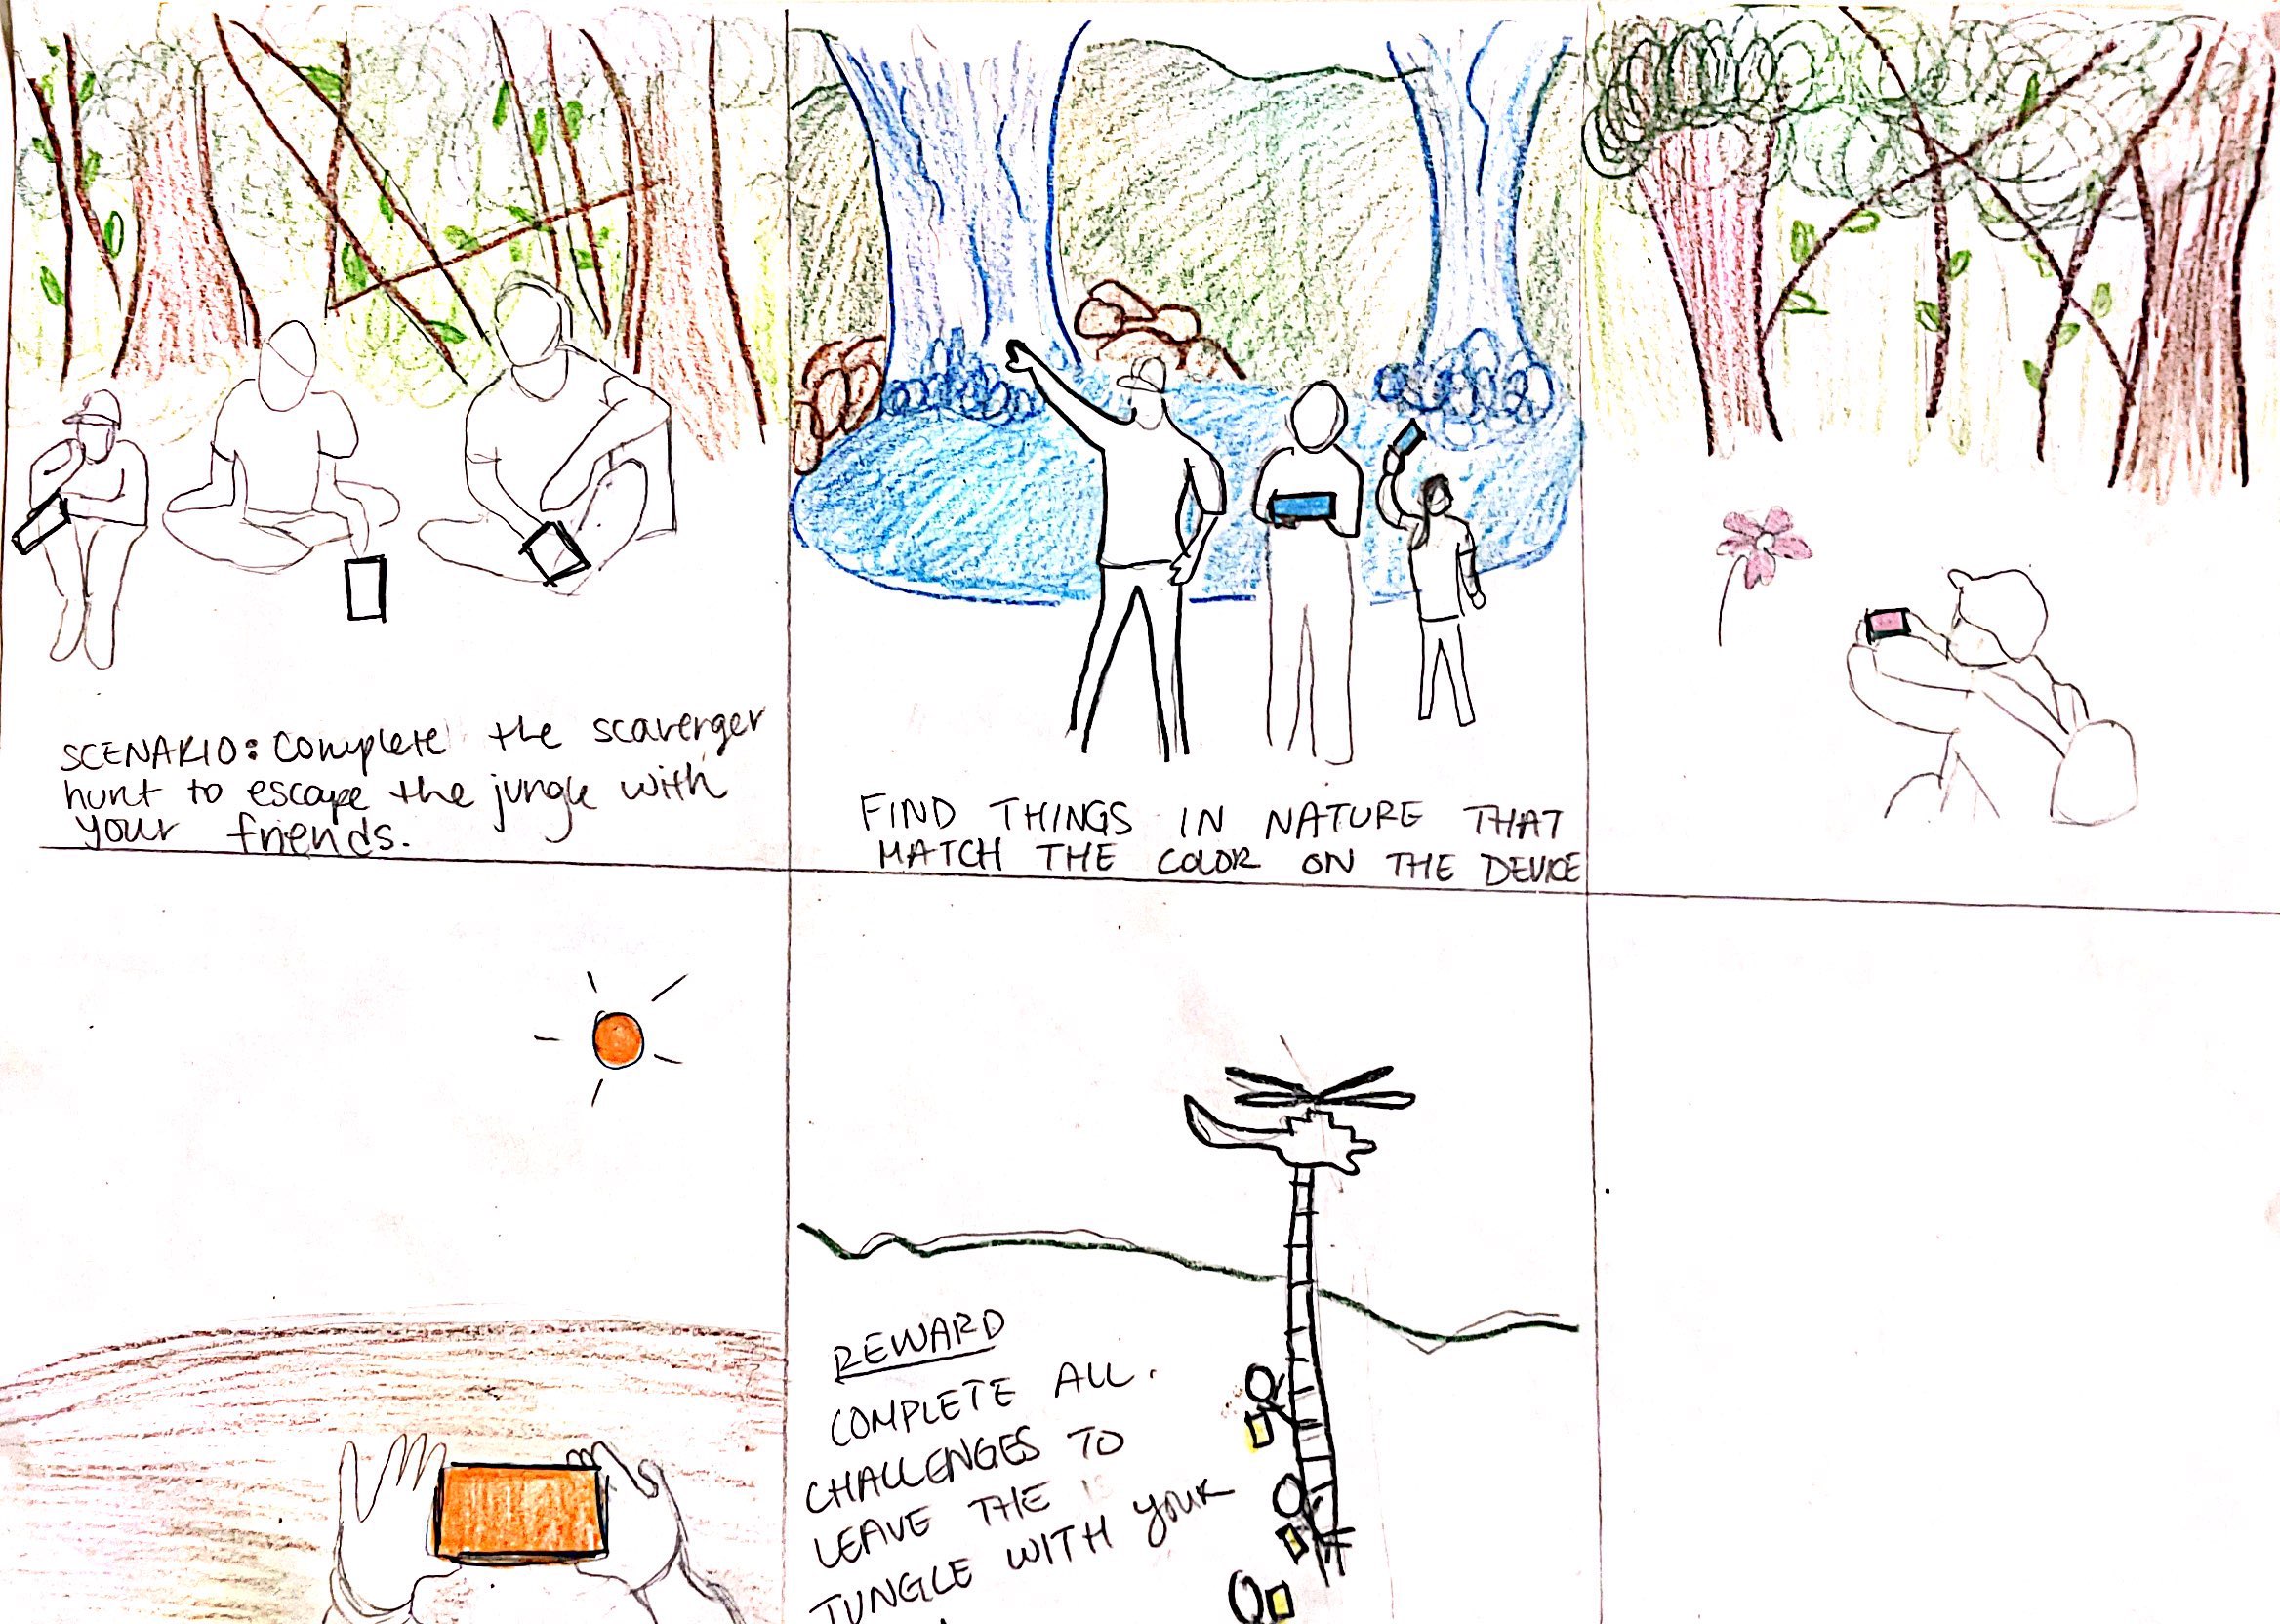 SCENARIO: Complete the scavenger
hunt to escape the jungle with
your friends.
FIND THINGS IN NATURE THAT
MATCH THE COLOR ON THE DEVICE
REWARD
COMPLETE ALL.
CHALLENGES TO
LEAVE THE
JUNGLE WITH YOUR